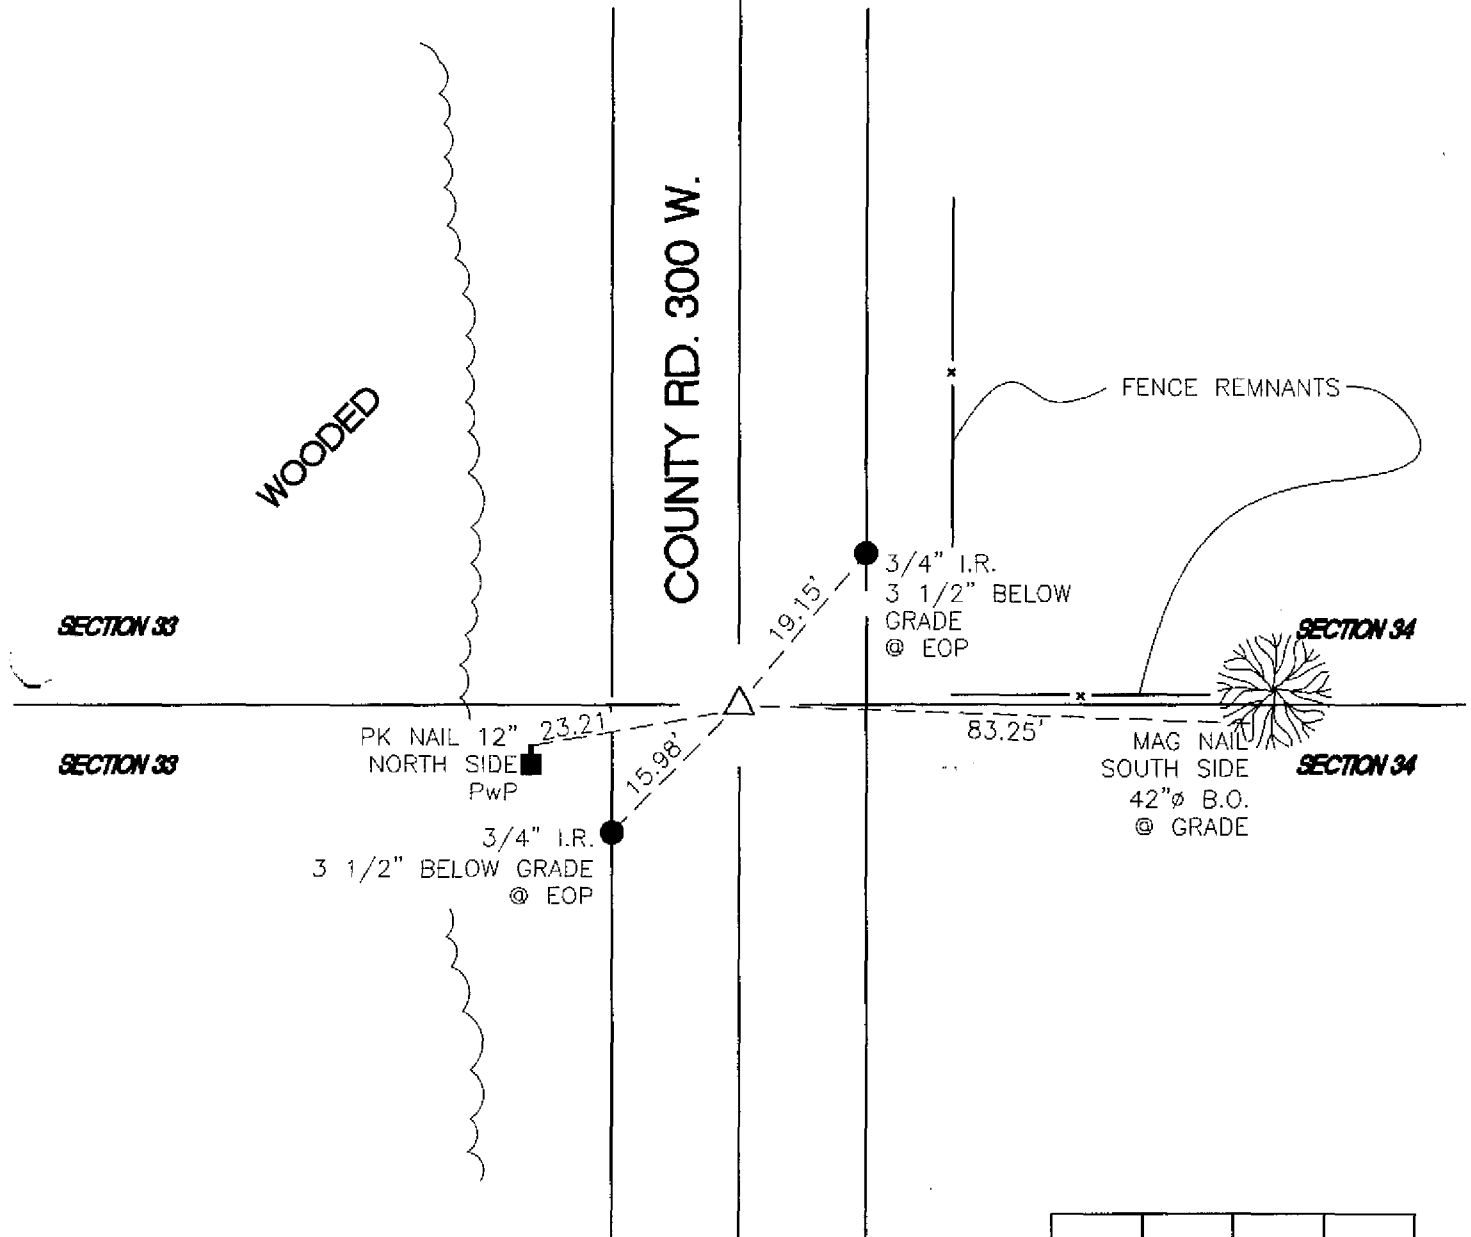 COUNTY RD. 300 W.
WOODED
FENCE REMNANTS
19.15'
3/4" I.R.
3 1/2" BELOW
GRADE
@ EOP
SECTION 33
SECTION 34
23.21'
PK NAIL 12"
NORTH SIDE
PwP
15.98'
83.25'
MAG NAIL
SOUTH SIDE
42"ø B.O.
@ GRADE
SECTION 33
SECTION 34
3/4" I.R.
3 1/2" BELOW GRADE
@ EOP